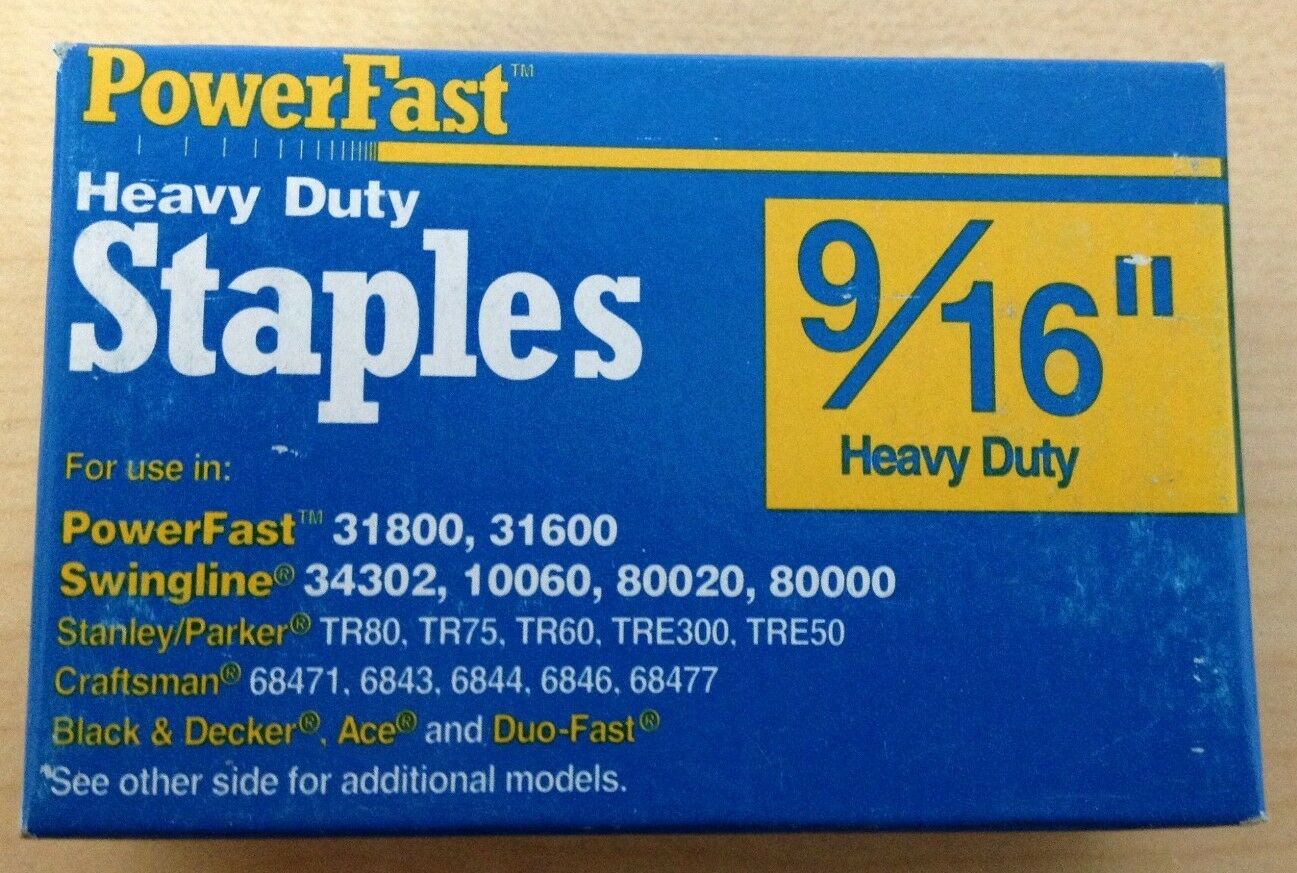 PowerFast™
Heavy Duty
Staples
9/16"
Heavy Duty
For use in:
PowerFast™ 31800, 31600
Swingline® 34302, 10060, 80020, 80000
Stanley/Parker® TR80, TR75, TR60, TRE300, TRE50
Craftsman® 68471, 6843, 6844, 6846, 68477
Black & Decker®, Ace® and Duo-Fast®
*See other side for additional models.